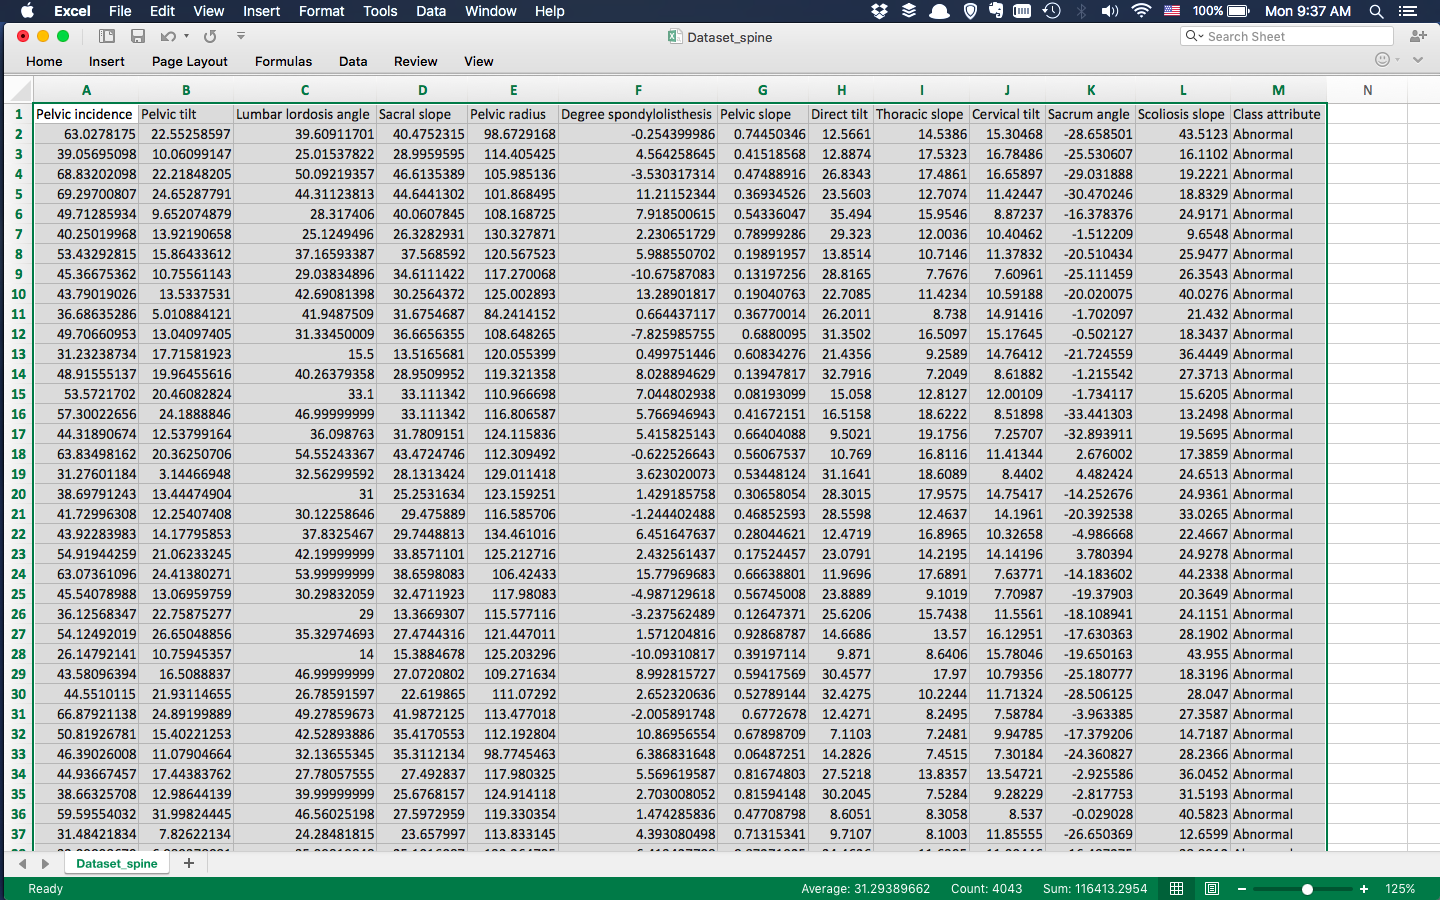 Excel File Edit View Insert Format Tools Data Window Help 100% Mon 9:37 AM
Dataset_spine
Search Sheet
Home Insert Page Layout Formulas Data Review View
A B C D E F G H I J K L M N
1 Pelvic incidence Pelvic tilt Lumbar lordosis angle Sacral slope Pelvic radius Degree spondylolisthesis Pelvic slope Direct tilt Thoracic slope Cervical tilt Sacrum angle Scoliosis slope Class attribute
2 63.0278175 22.55258597 39.60911701 40.4752315 98.6729168 -0.254399986 0.74450346 12.5661 14.5386 15.30468 -28.658501 43.5123 Abnormal
3 39.05695098 10.06099147 25.01537822 28.9959595 114.405425 4.564258645 0.41518568 12.8874 17.5323 16.78486 -25.530607 16.1102 Abnormal
4 68.83202098 22.21848205 50.09219357 46.6135389 105.985136 -3.530317314 0.47488916 26.8343 17.4861 16.65897 -29.031888 19.2221 Abnormal
5 69.29700807 24.65287791 44.31123813 44.6441302 101.868495 11.21152344 0.36934526 23.5603 12.7074 11.42447 -30.470246 18.8329 Abnormal
6 49.71285934 9.652074879 28.317406 40.0607845 108.168725 7.918500615 0.54336047 35.494 15.9546 8.87237 -16.378376 24.9171 Abnormal
7 40.25019968 13.92190658 25.1249496 26.3282931 130.327871 2.230651729 0.78999286 29.323 12.0036 10.40462 -1.512209 9.6548 Abnormal
8 53.43292815 15.86433612 37.16593387 37.568592 120.567523 5.988550702 0.19891957 13.8514 10.7146 11.37832 -20.510434 25.9477 Abnormal
9 45.36675362 10.75561143 29.03834896 34.6111422 117.270068 -10.67587083 0.13197256 28.8165 7.7676 7.60961 -25.111459 26.3543 Abnormal
10 43.79019026 13.5337531 42.69081398 30.2564372 125.002893 13.28901817 0.19040763 22.7085 11.4234 10.59188 -20.020075 40.0276 Abnormal
11 36.68635286 5.010884121 41.9487509 31.6754687 84.2414152 0.664437117 0.36770014 26.2011 8.738 14.91416 -1.702097 21.432 Abnormal
12 49.70660953 13.04097405 31.33450009 36.6656355 108.648265 -7.825985755 0.6880095 31.3502 16.5097 15.17645 -0.502127 18.3437 Abnormal
13 31.23238734 17.71581923 15.5 13.5165681 120.055399 0.499751446 0.60834276 21.4356 9.2589 14.76412 -21.724559 36.4449 Abnormal
14 48.91555137 19.96455616 40.26379358 28.9509952 119.321358 8.028894629 0.13947817 32.7916 7.2049 8.61882 -1.215542 27.3713 Abnormal
15 53.5721702 20.46082824 33.1 33.111342 110.966698 7.044802938 0.08193099 15.058 12.8127 12.00109 -1.734117 15.6205 Abnormal
16 57.30022656 24.1888846 46.99999999 33.111342 116.806587 5.766946943 0.41672151 16.5158 18.6222 8.51898 -33.441303 13.2498 Abnormal
17 44.31890674 12.53799164 36.098763 31.7809151 124.115836 5.415825143 0.66404088 9.5021 19.1756 7.25707 -32.893911 19.5695 Abnormal
18 63.83498162 20.36250706 54.55243367 43.4724746 112.309492 -0.622526643 0.56067537 10.769 16.8116 11.41344 2.676002 17.3859 Abnormal
19 31.27601184 3.14466948 32.56299592 28.1313424 129.011418 3.623020073 0.53448124 31.1641 18.6089 8.4402 4.482424 24.6513 Abnormal
20 38.69791243 13.44474904 31 25.2531634 123.159251 1.429185758 0.30658054 28.3015 17.9575 14.75417 -14.252676 24.9361 Abnormal
21 41.72996308 12.25407408 30.12258646 29.475889 116.585706 -1.244402488 0.46852593 28.5598 12.4637 14.1961 -20.392538 33.0265 Abnormal
22 43.92283983 14.17795853 37.8325467 29.7448813 134.461016 6.451647637 0.28044621 12.4719 16.8965 10.32658 -4.986668 22.4667 Abnormal
23 54.91944259 21.06233245 42.19999999 33.8571101 125.212716 2.432561437 0.17524457 23.0791 14.2195 14.14196 3.780394 24.9278 Abnormal
24 63.07361096 24.41380271 53.99999999 38.6598083 106.42433 15.77969683 0.66638801 11.9696 17.6891 7.63771 -14.183602 44.2338 Abnormal
25 45.54078988 13.06959759 30.29832059 32.4711923 117.98083 -4.987129618 0.56745008 23.8889 9.1019 7.70987 -19.37903 20.3649 Abnormal
26 36.12568347 22.75875277 29 13.3669307 115.577116 -3.237562489 0.12647371 25.6206 15.7438 11.5561 -18.108941 24.1151 Abnormal
27 54.12492019 26.65048856 35.32974693 27.4744316 121.447011 1.571204816 0.92868787 14.6686 13.57 16.12951 -17.630363 28.1902 Abnormal
28 26.14792141 10.75945357 14 15.3884678 125.203296 -10.09310817 0.39197114 9.871 8.6406 15.78046 -19.650163 43.955 Abnormal
29 43.58096394 16.5088837 46.99999999 27.0720802 109.271634 8.992815727 0.59417569 30.4577 17.97 10.79356 -25.180777 18.3196 Abnormal
30 44.5510115 21.93114655 26.78591597 22.619865 111.07292 2.652320636 0.52789144 32.4275 10.2244 11.71324 -28.506125 28.047 Abnormal
31 66.87921138 24.89199889 49.27859673 41.9872125 113.477018 -2.005891748 0.6772678 12.4271 8.2495 7.58784 -3.963385 27.3587 Abnormal
32 50.81926781 15.40221253 42.52893886 35.4170553 112.192804 10.86956554 0.67898709 7.1103 7.2481 9.94785 -17.379206 14.7187 Abnormal
33 46.39026008 11.07904664 32.13655345 35.3112134 98.7745463 6.386831648 0.06487251 14.2826 7.4515 7.30184 -24.360827 28.2366 Abnormal
34 44.93667457 17.44383762 27.78057555 27.492837 117.980325 5.569619587 0.81674803 27.5218 13.8357 13.54721 -2.925586 36.0452 Abnormal
35 38.66325708 12.98644139 39.99999999 25.6768157 124.914118 2.703008052 0.81594148 30.2045 7.5284 9.28229 -2.817753 31.5193 Abnormal
36 59.59554032 31.99824445 46.56025198 27.5972959 119.330354 1.474285836 0.47708798 8.6051 8.3058 8.537 -0.029028 40.5823 Abnormal
37 31.48421834 7.82622134 24.28481815 23.657997 113.833145 4.393080498 0.71315341 9.7107 8.1003 11.85555 -26.650369 12.6599 Abnormal
Dataset_spine +
Ready Average: 31.29389662 Count: 4043 Sum: 116413.2954 125%